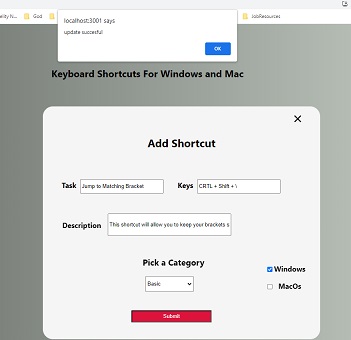 localhost:3001 says
update succesful
OK
God
JobResources
Keyboard Shortcuts For Windows and Mac
Add Shortcut
Task Jump to Matching Bracket Keys CRTL + Shift + \
Description This shortcut will allow you to keep your brackets s
Pick a Category
Basic
Windows
MacOs
Submit